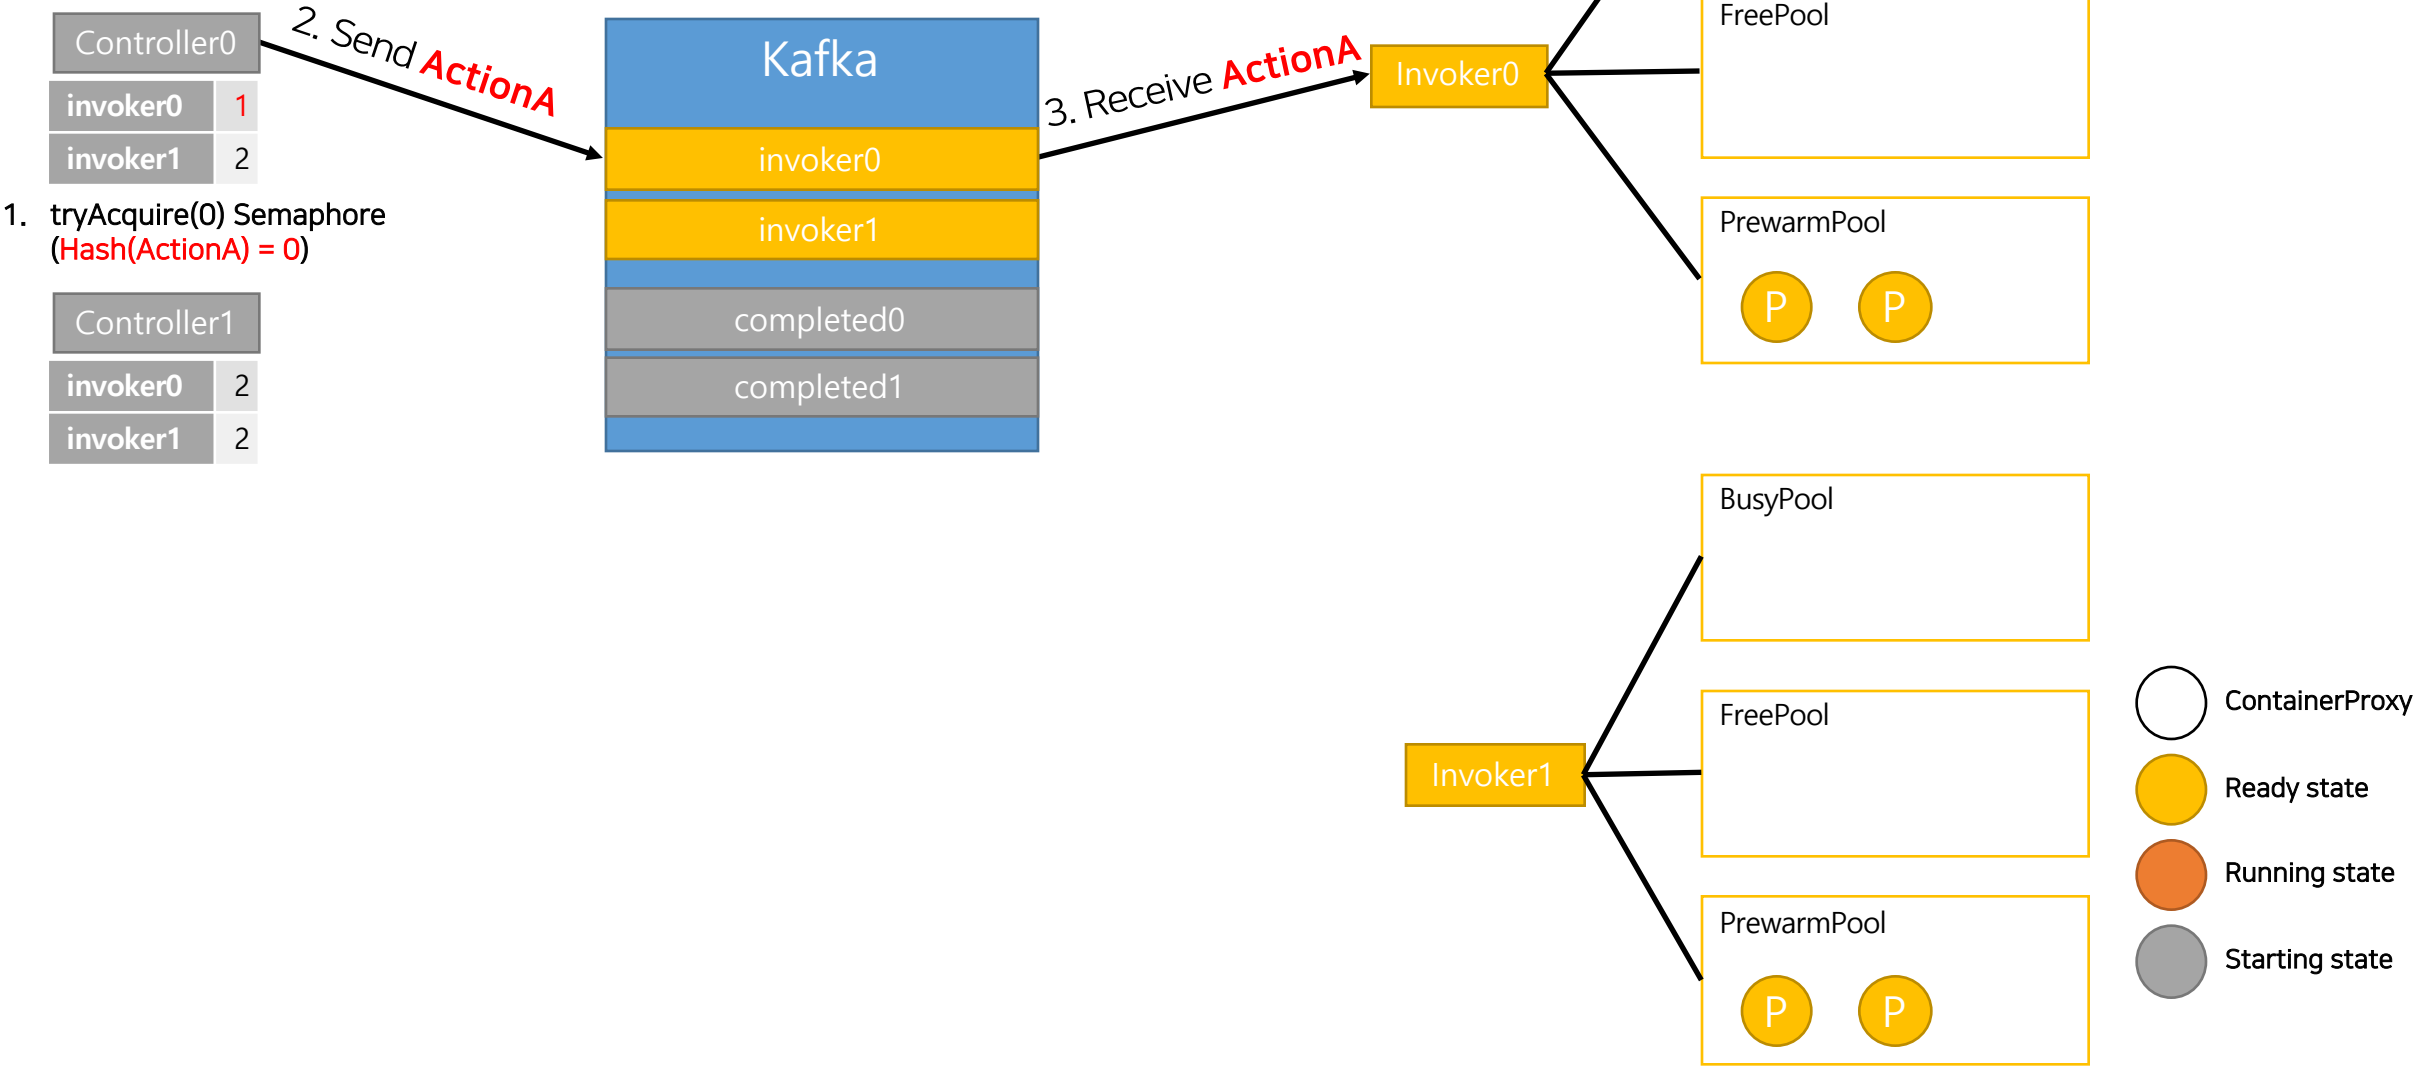 Controller0
invoker0 1
invoker1 2
1. tryAcquire(0) Semaphore
(Hash(ActionA) = 0)
Controller1
invoker0 2
invoker1 2
2. Send ActionA
Kafka
invoker0
invoker1
completed0
completed1
3. Receive ActionA
Invoker0
FreePool
PrewarmPool
P P
Invoker1
BusyPool
FreePool
PrewarmPool
P P
ContainerProxy
Ready state
Running state
Starting state